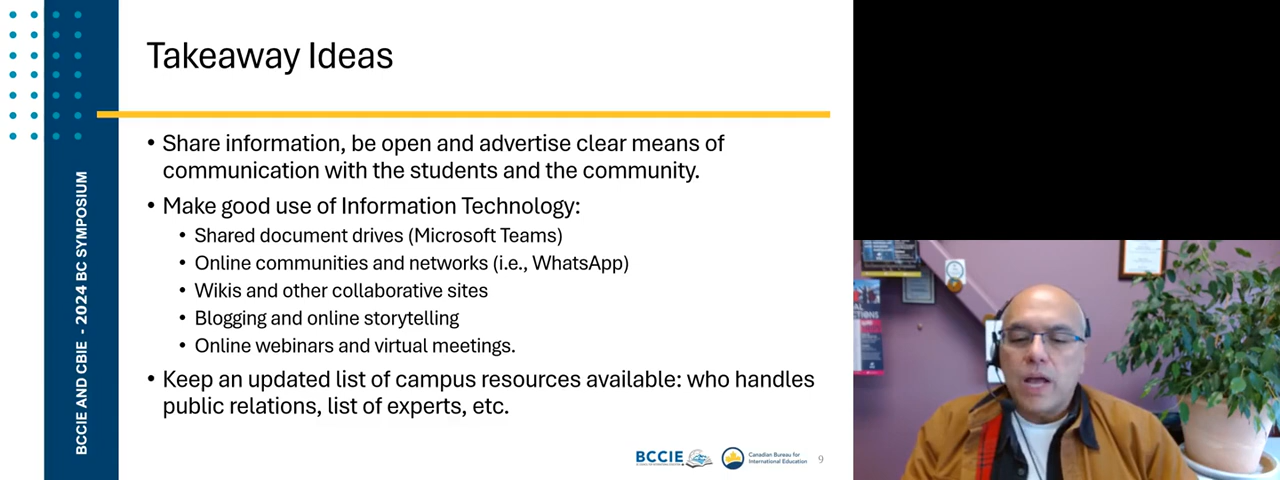 Takeaway Ideas
• Share information, be open and advertise clear means of
communication with the students and the community.
• Make good use of Information Technology:
• Shared document drives (Microsoft Teams)
• Online communities and networks (i.e., WhatsApp)
• Wikis and other collaborative sites
• Blogging and online storytelling
• Online webinars and virtual meetings.
• Keep an updated list of campus resources available: who handles
public relations, list of experts, etc.
BCCIE AND CBIE - 2024 BC SYMPOSIUM
BCCIE
Canadian Bureau for
International Education
9